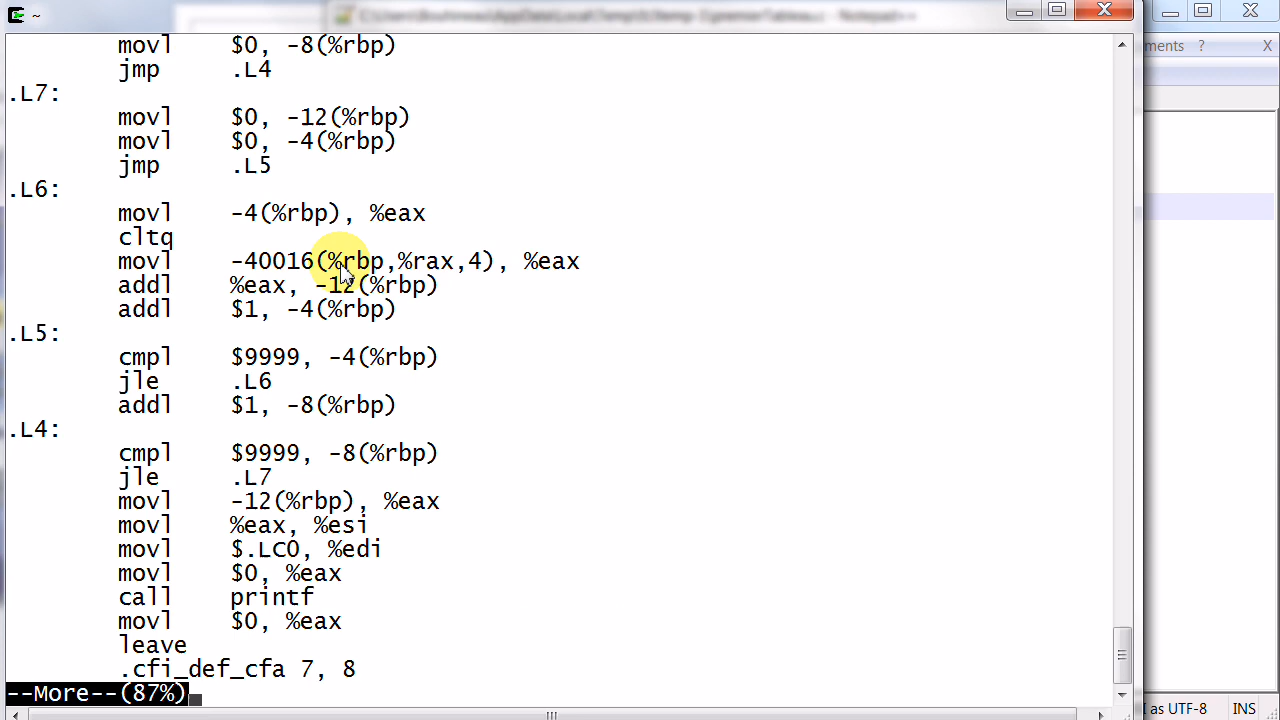 ~
movl $0, -8(%rbp)
jmp .L4
.L7:
movl $0, -12(%rbp)
movl $0, -4(%rbp)
jmp .L5
.L6:
movl -4(%rbp), %eax
cltq
movl -40016(%rbp,%rax,4), %eax
addl %eax, -12(%rbp)
addl $1, -4(%rbp)
.L5:
cmpl $9999, -4(%rbp)
jle .L6
addl $1, -8(%rbp)
.L4:
cmpl $9999, -8(%rbp)
jle .L7
movl -12(%rbp), %eax
movl %eax, %esi
movl $.LC0, %edi
movl $0, %eax
call printf
movl $0, %eax
leave
.cfi_def_cfa 7, 8
--More--(87%)
ments ? X
as UTF-8 INS